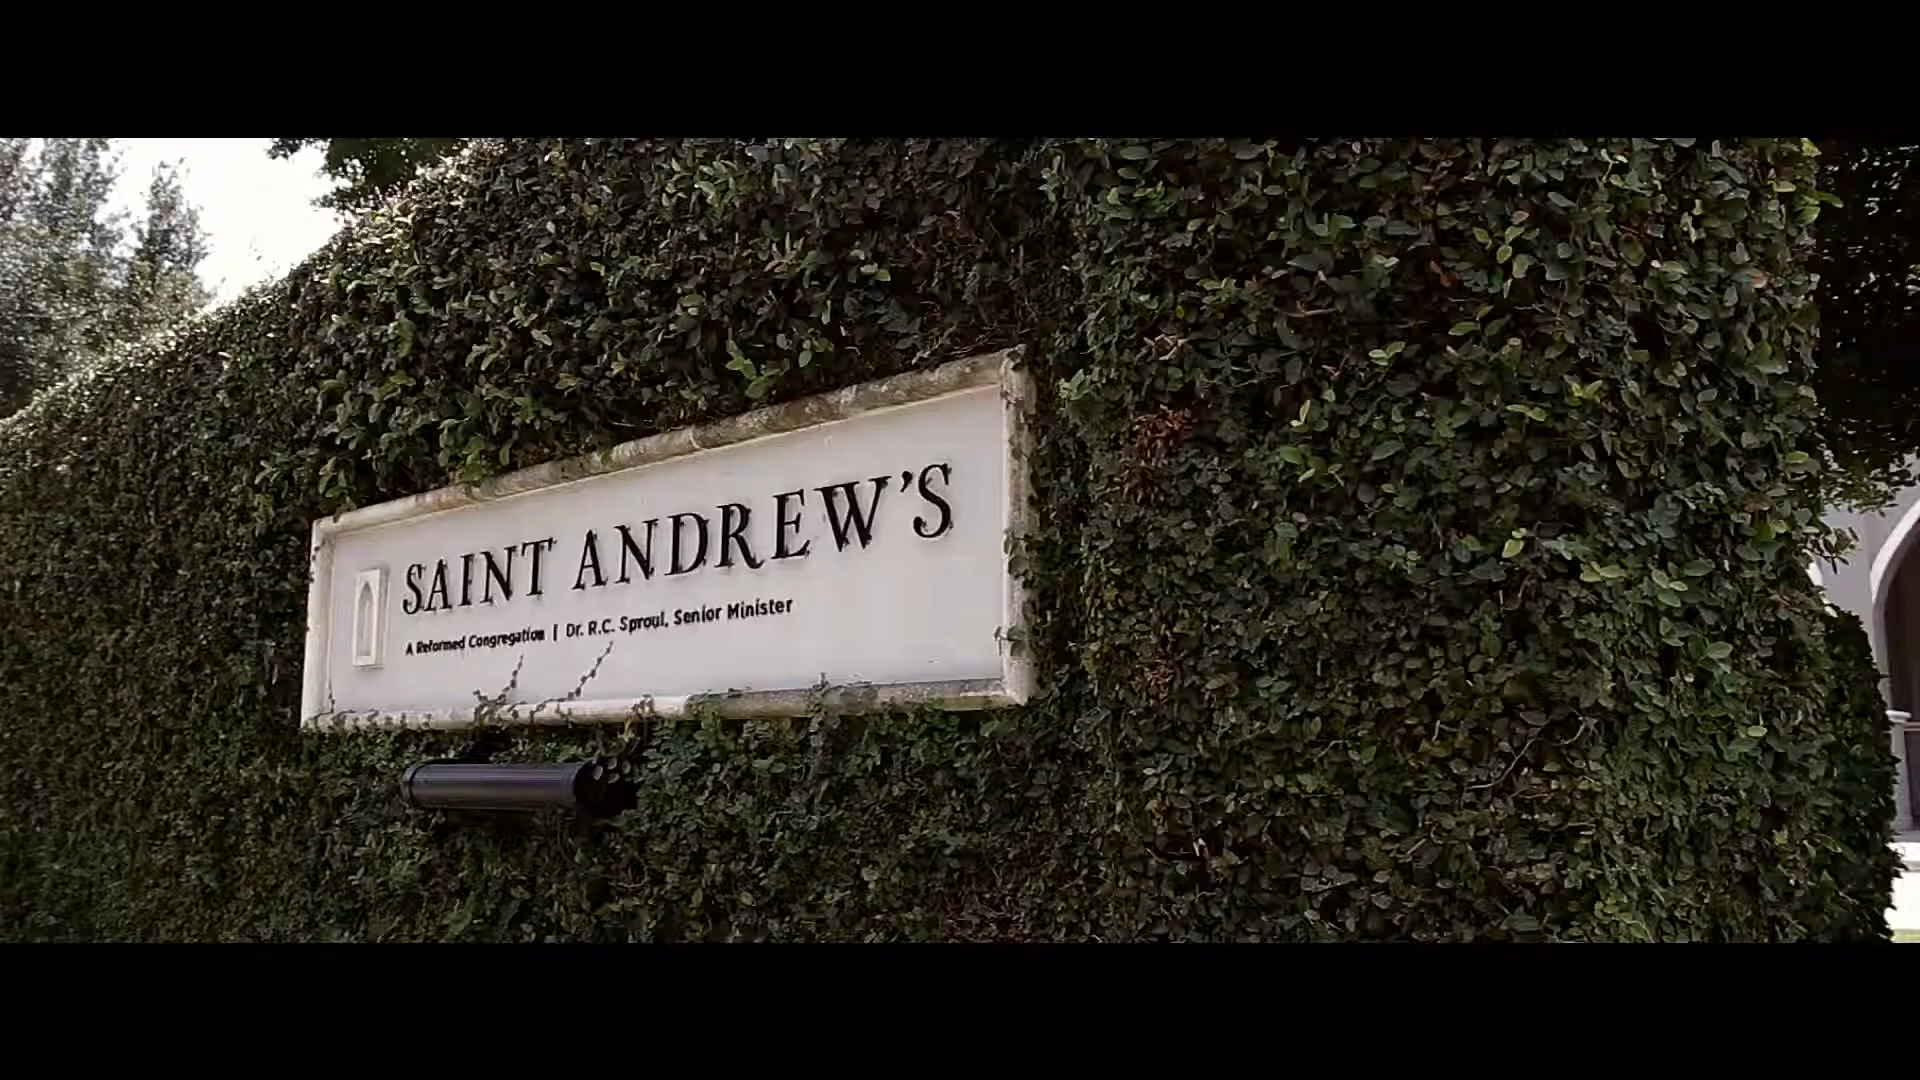 SAINT ANDREW'S
A Reformed Congregation | Dr. R.C. Sproul, Senior Minister